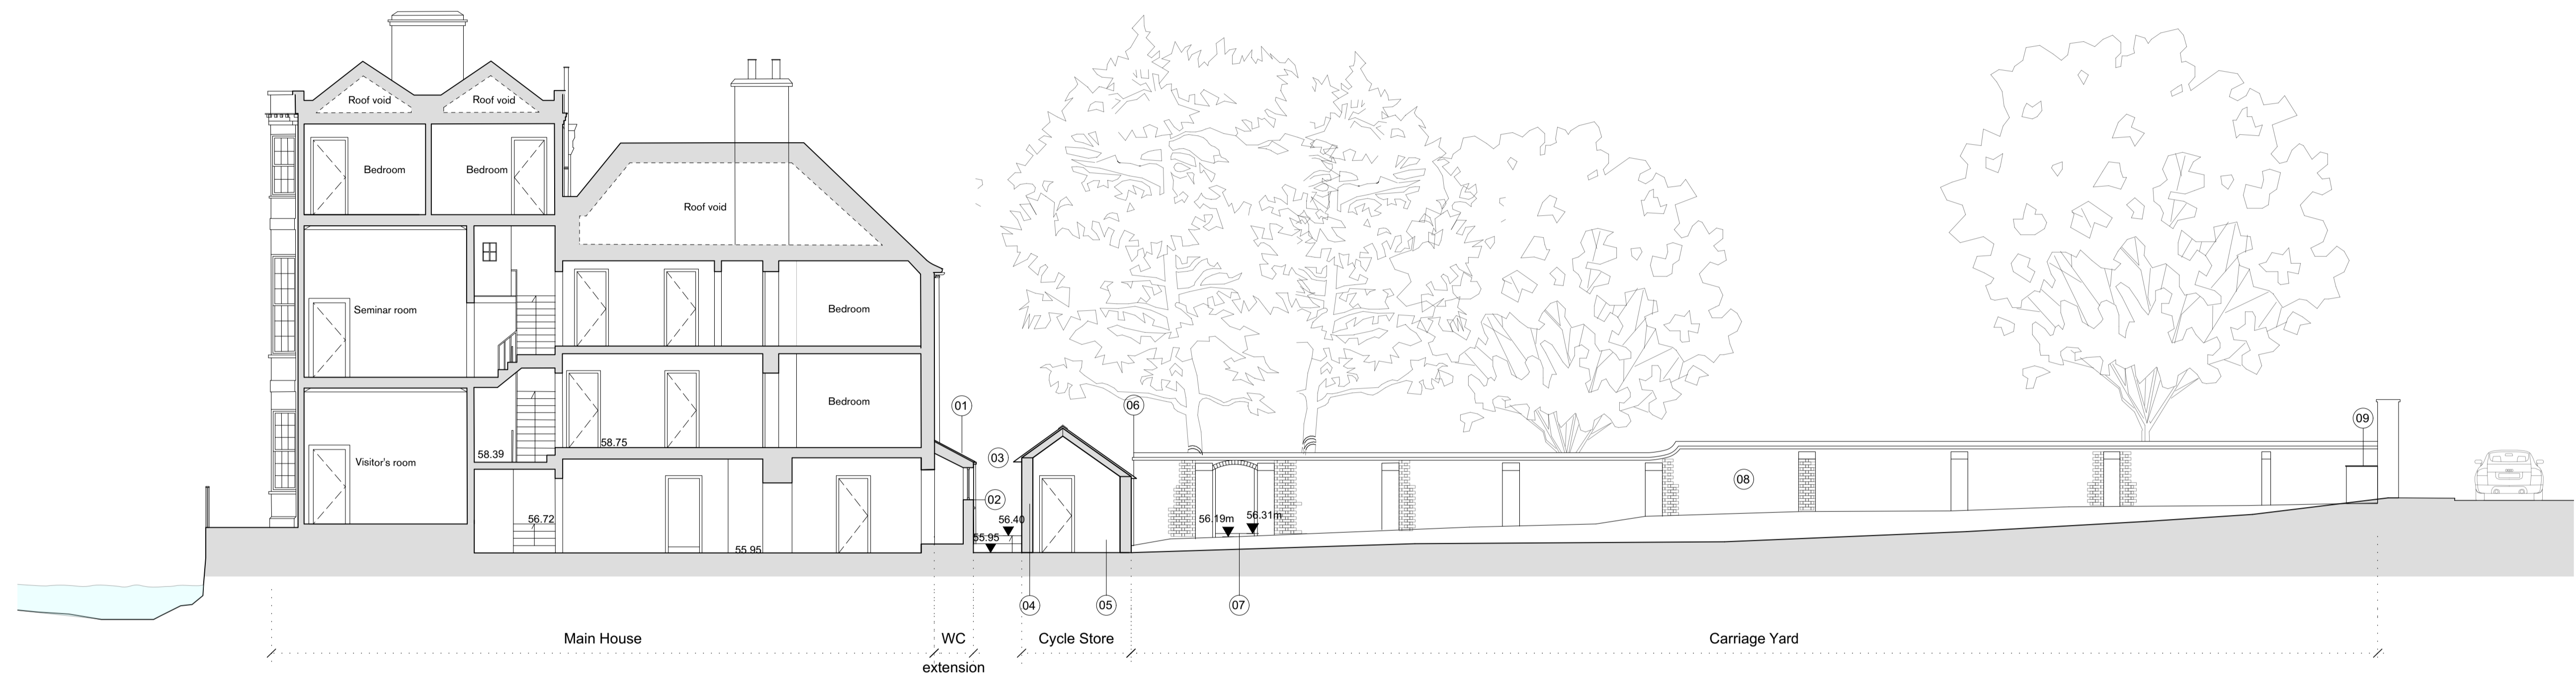 Roof void
Roof void
Bedroom
Bedroom
Roof void
Seminar room
Bedroom
Bedroom
01
06
09
58.75
58.39
Visitor's room
03
08
02
56.72
56.40
56.19m
56.31m
55.95
55.95
04
05
07
Main House
WC
extension
Cycle Store
Carriage Yard